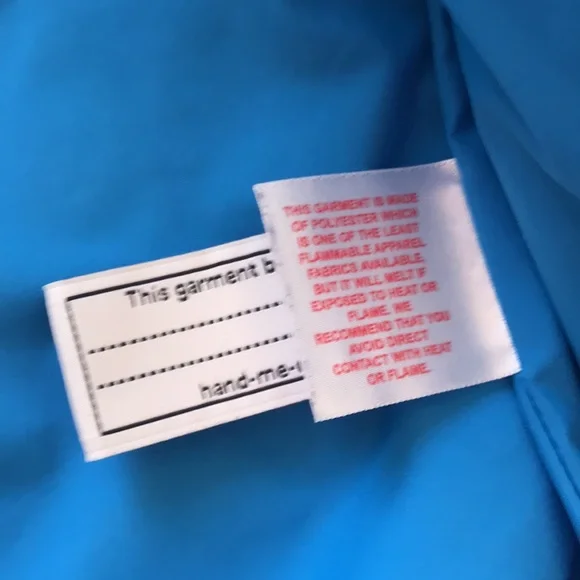 This garment b
hand-me-
THIS GARMENT IS MADE
OF POLYESTER WHICH
IS ONE OF THE LEAST
FLAMMABLE APPAREL
FABRICS AVAILABLE,
BUT IT WILL MELT IF
EXPOSED TO HEAT OR
FLAME. WE
RECOMMEND THAT YOU
AVOID DIRECT
CONTACT WITH HEAT
OR FLAME.